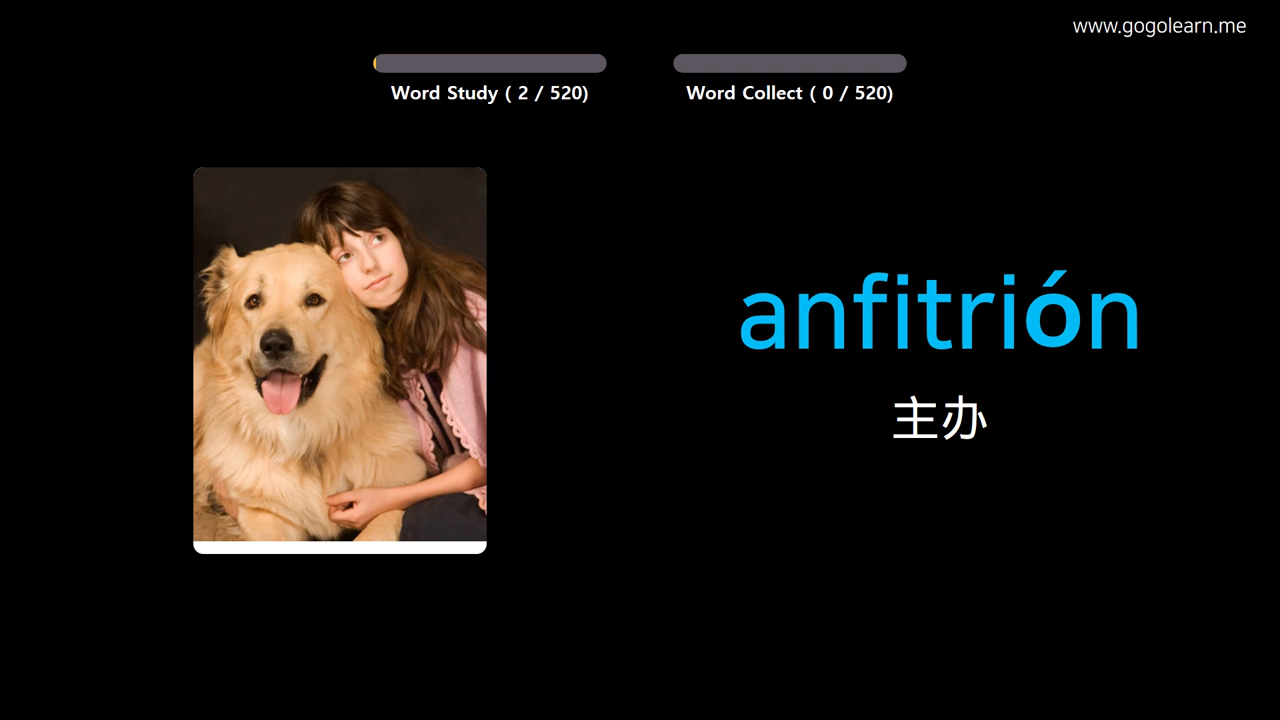 www.gogolearn.me
Word Study ( 2 / 520)
Word Collect ( 0 / 520)
anfitrión
主办